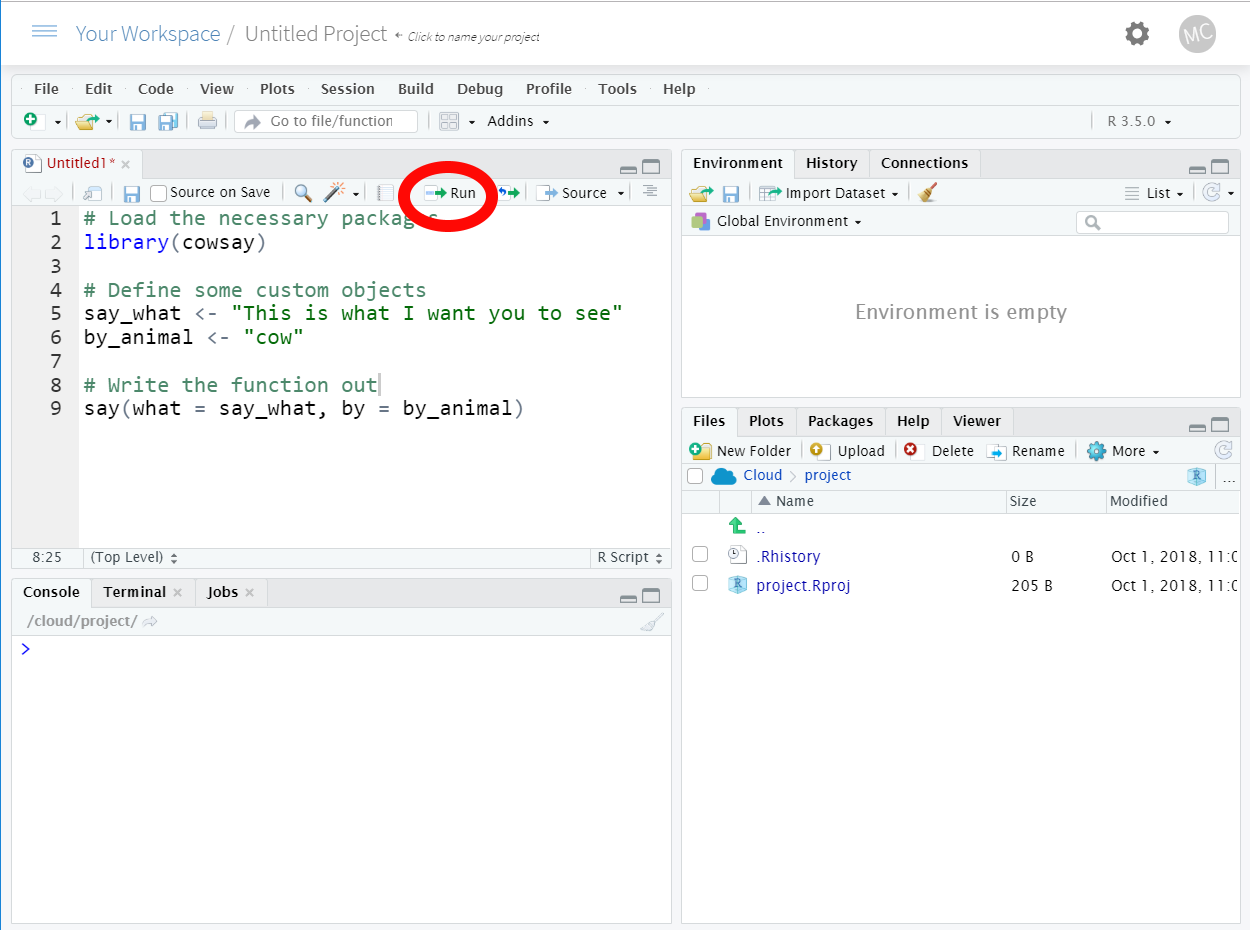 Your Workspace / Untitled Project Click to name your project
MC
File Edit Code View Plots Session Build Debug Profile Tools Help
Go to file/function Addins R 3.5.0
Untitled1*
Source on Save Run Source
1 # Load the necessary packages
2 library(cowsay)
3
4 # Define some custom objects
5 say_what <- "This is what I want you to see"
6 by_animal <- "cow"
7
8 # Write the function out
9 say(what = say_what, by = by_animal)
8:25 (Top Level) R Script
Console Terminal Jobs
/cloud/project/
>
Environment History Connections
Import Dataset List
Global Environment
Environment is empty
Files Plots Packages Help Viewer
New Folder Upload Delete Rename More
Cloud project R ...
Name Size Modified
..
.Rhistory 0 B Oct 1, 2018, 11:0
project.Rproj 205 B Oct 1, 2018, 11:0